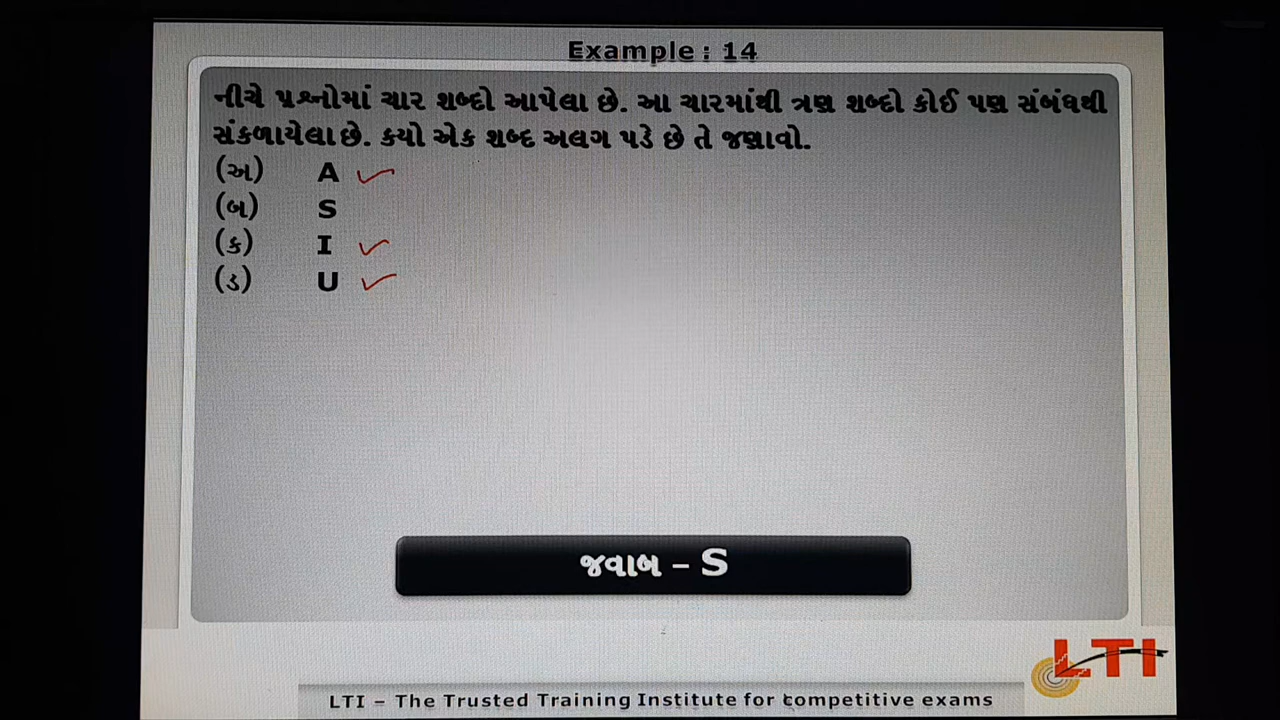 Example : 14
નીચે પ્રશ્નોમાં ચાર શબ્દો આપેલા છે. આ ચારમાંથી ત્રણ શબ્દો કોઈ પણ સંબંધથી
સંકળાયેલા છે. કયો એક શબ્દ અલગ પડે છે તે જણાવો.
(અ) A
(બ) S
(ક) I
(ડ) U
જવાબ – S
LTI
LTI – The Trusted Training Institute for competitive exams